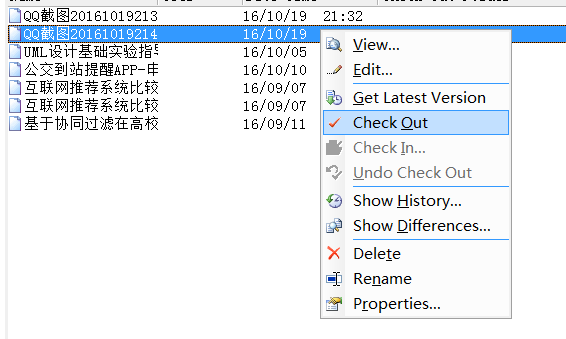 QQ截图20161019213 16/10/19 21:32
QQ截图20161019214 16/10/19
UML设计基础实验指 16/10/05
公交到站提醒APP-申 16/10/10
互联网推荐系统比较 16/09/07
互联网推荐系统比较 16/09/07
基于协同过滤在高校 16/09/11
View...
Edit...
Get Latest Version
Check Out
Check In...
Undo Check Out
Show History...
Show Differences...
Delete
Rename
Properties...